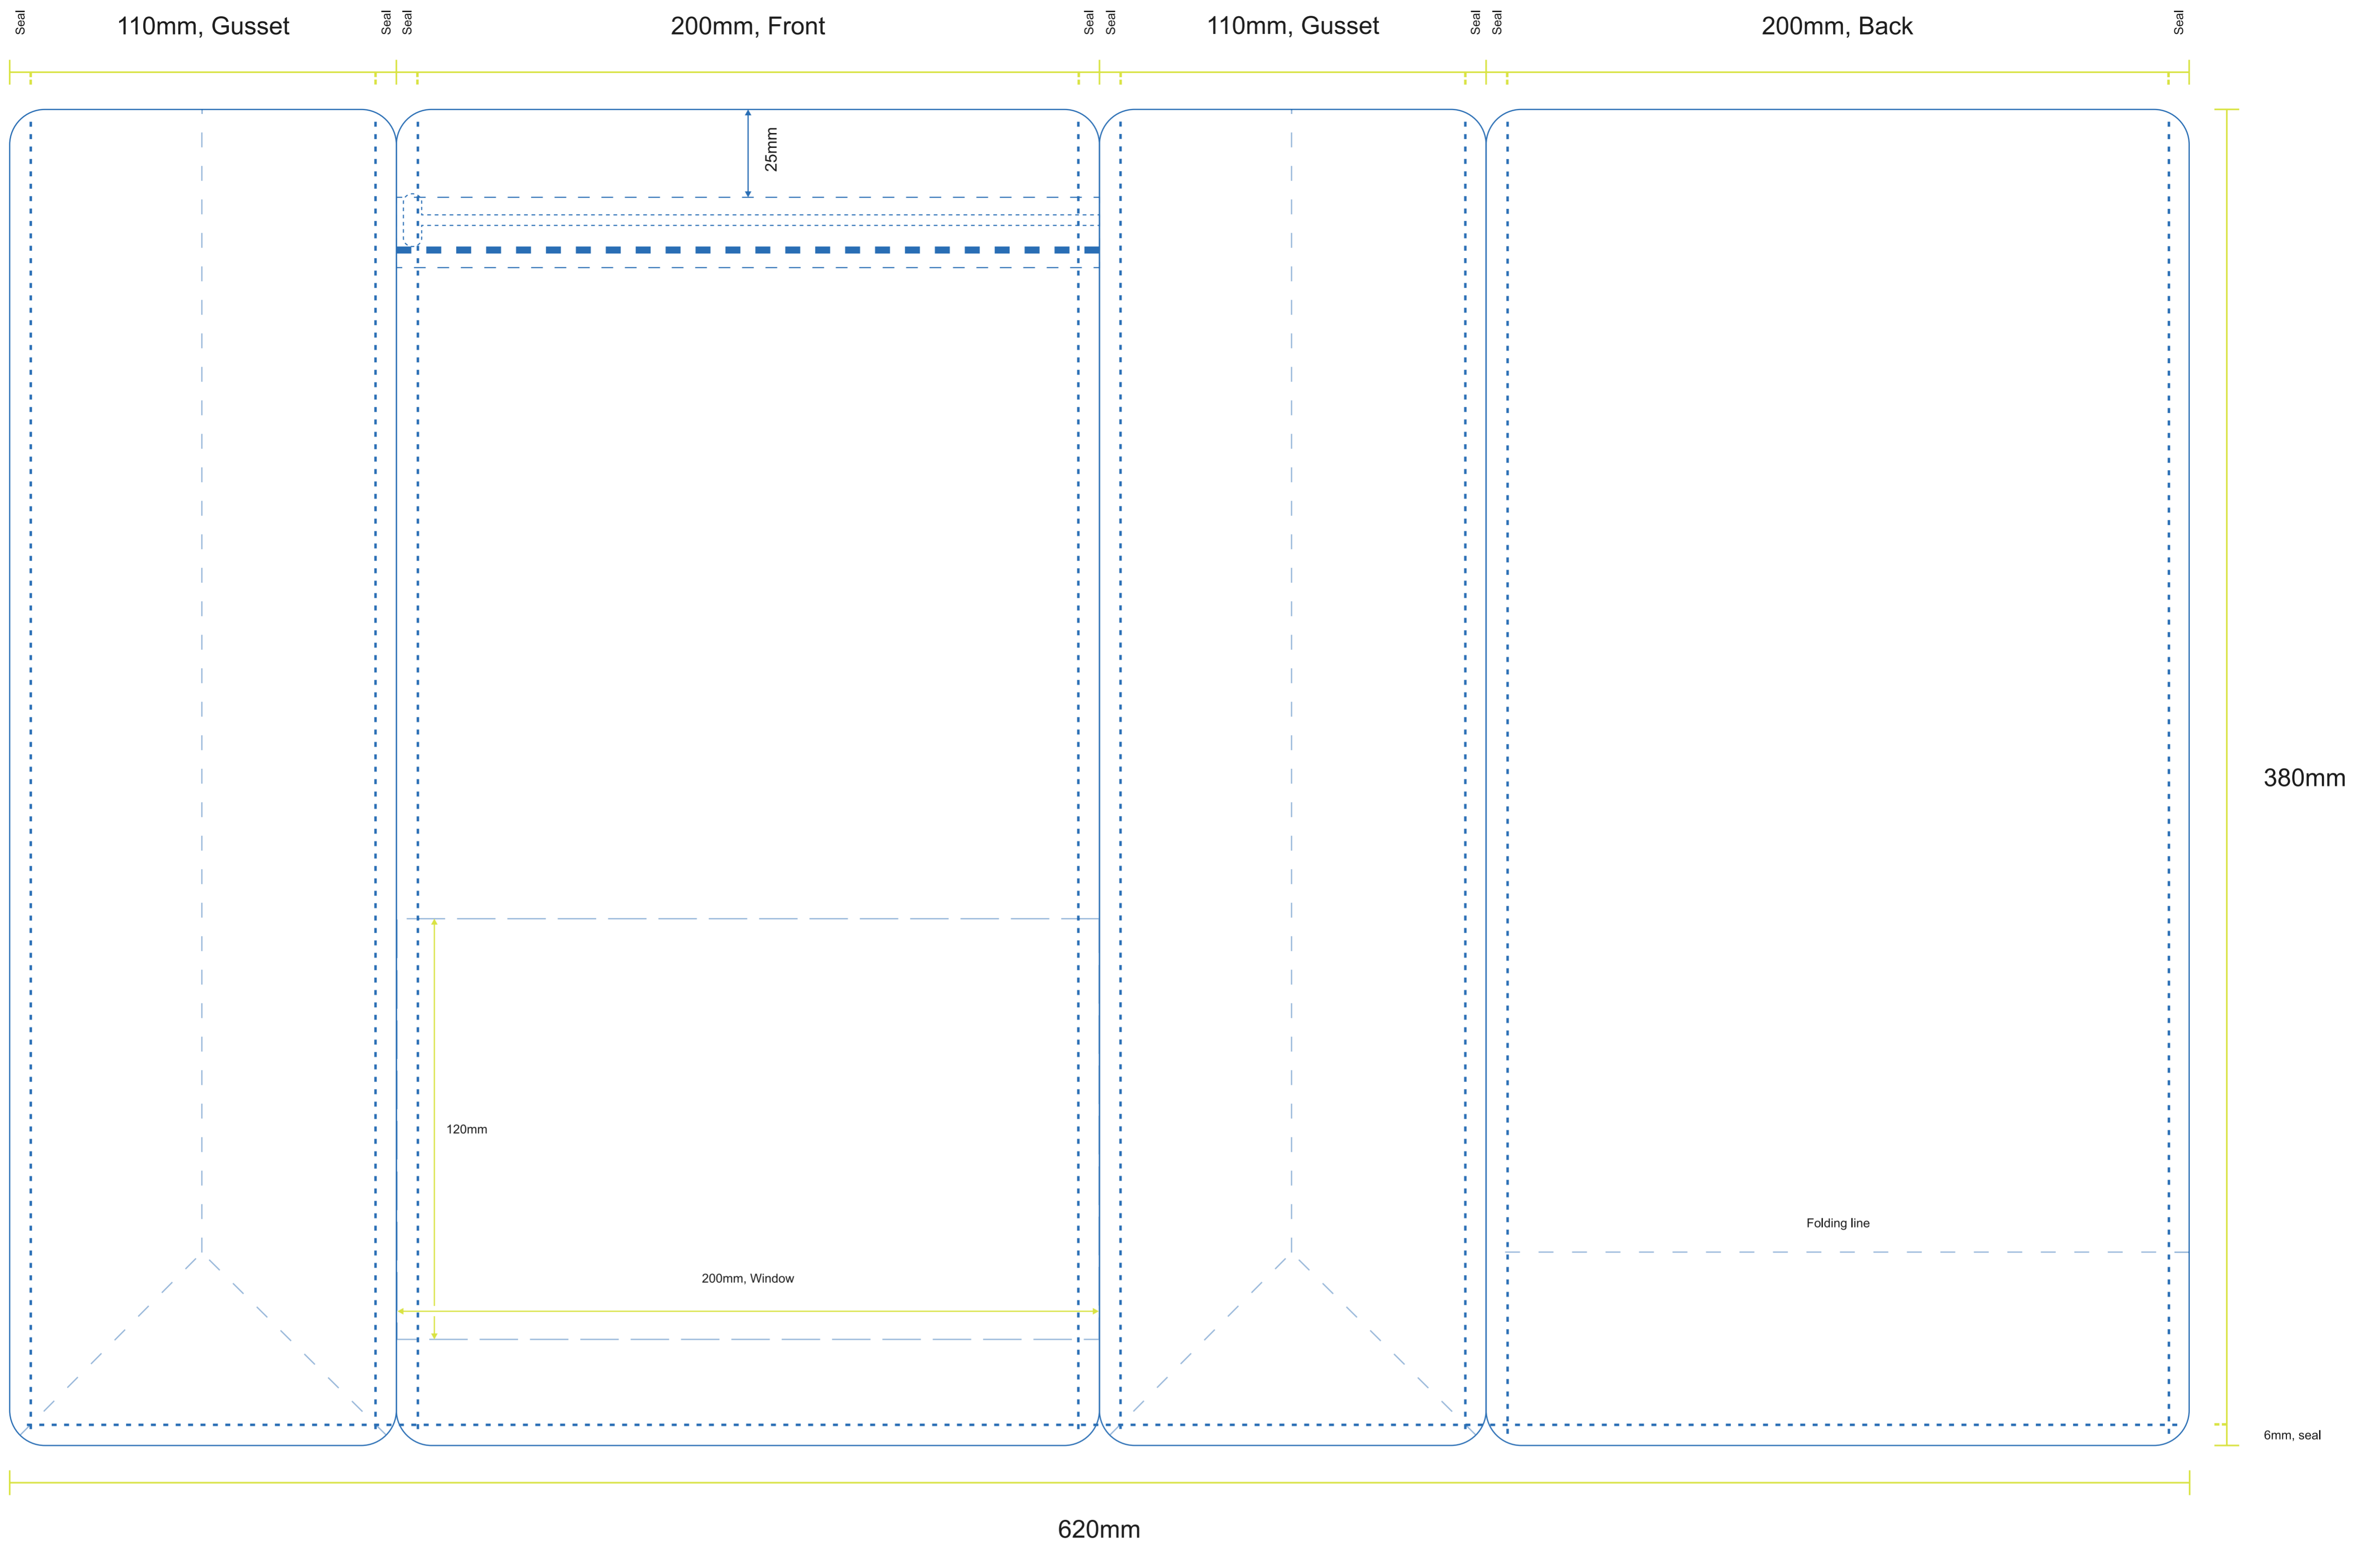 Seal
110mm, Gusset
Seal
Seal
200mm, Front
Seal
Seal
110mm, Gusset
Seal
Seal
200mm, Back
Seal
25mm
380mm
120mm
Folding line
200mm, Window
6mm, seal
620mm